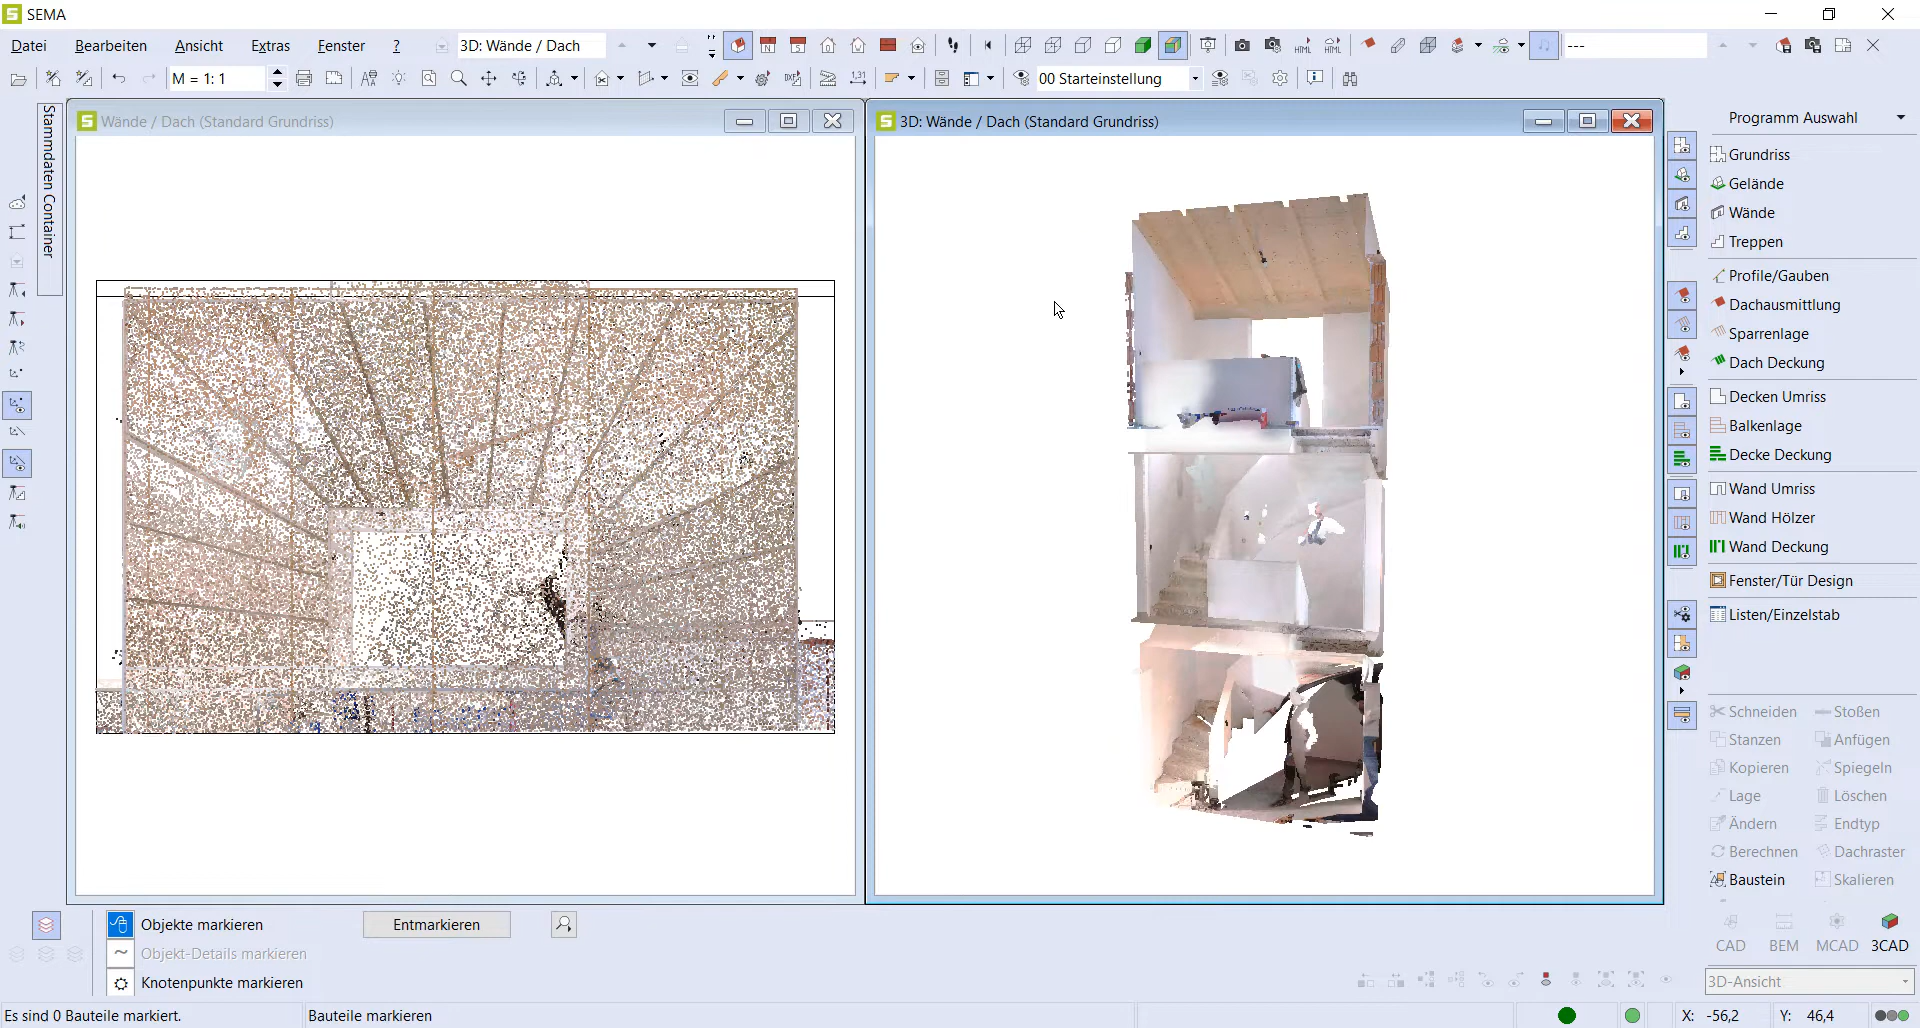 SEMA
Datei Bearbeiten Ansicht Extras Fenster ? 3D: Wände / Dach ---
M = 1: 1 00 Starteinstellung
Stammdaten Container
Wände / Dach (Standard Grundriss)
3D: Wände / Dach (Standard Grundriss)
Programm Auswahl
Grundriss
Gelände
Wände
Treppen
Profile/Gauben
Dachausmittlung
Sparrenlage
Dach Deckung
Decken Umriss
Balkenlage
Decke Deckung
Wand Umriss
Wand Hölzer
Wand Deckung
Fenster/Tür Design
Listen/Einzelstab
Schneiden Stoßen
Stanzen Anfügen
Kopieren Spiegeln
Lage Löschen
Ändern Endtyp
Berechnen Dachraster
Baustein Skalieren
CAD BEM MCAD 3CAD
3D-Ansicht
Objekte markieren Entmarkieren
Objekt-Details markieren
Knotenpunkte markieren
Es sind 0 Bauteile markiert. Bauteile markieren X: -56,2 Y: 46,4